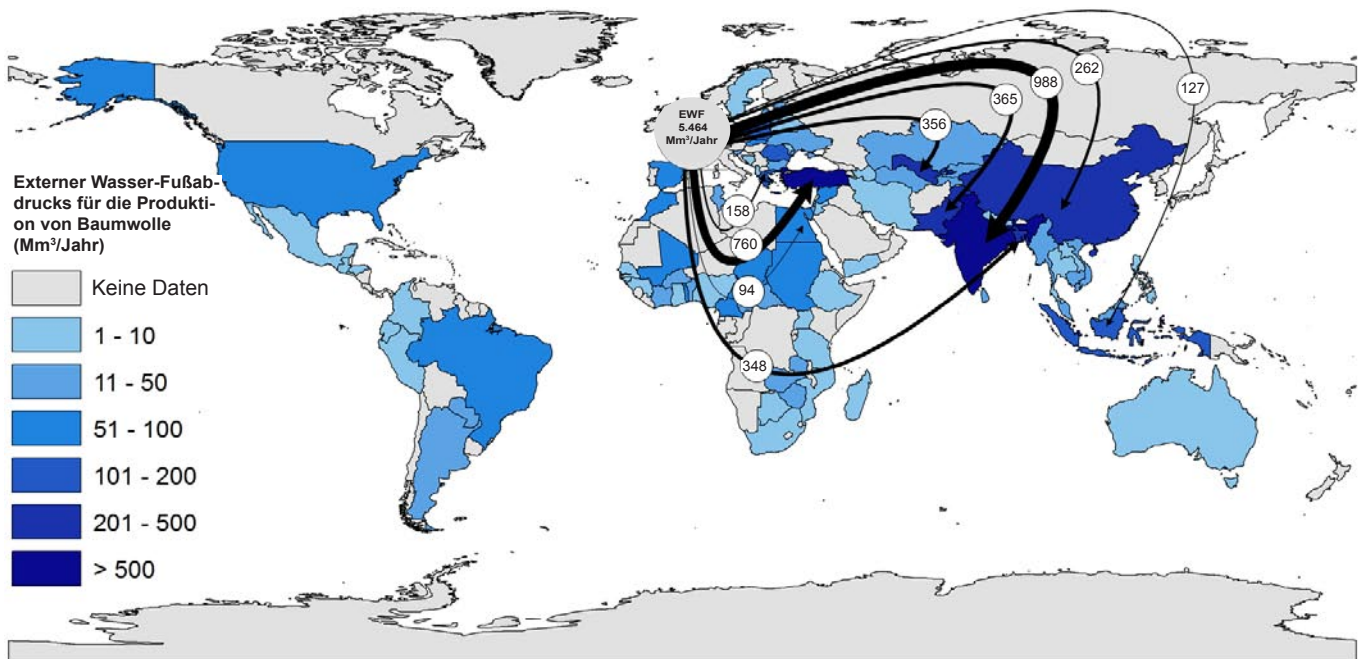 EWF
5.464
Mm³/Jahr
988
262
127
365
356
158
760
94
348
Externer Wasser-Fußab-
drucks für die Produkti-
on von Baumwolle
(Mm³/Jahr)
Keine Daten
1 - 10
11 - 50
51 - 100
101 - 200
201 - 500
> 500